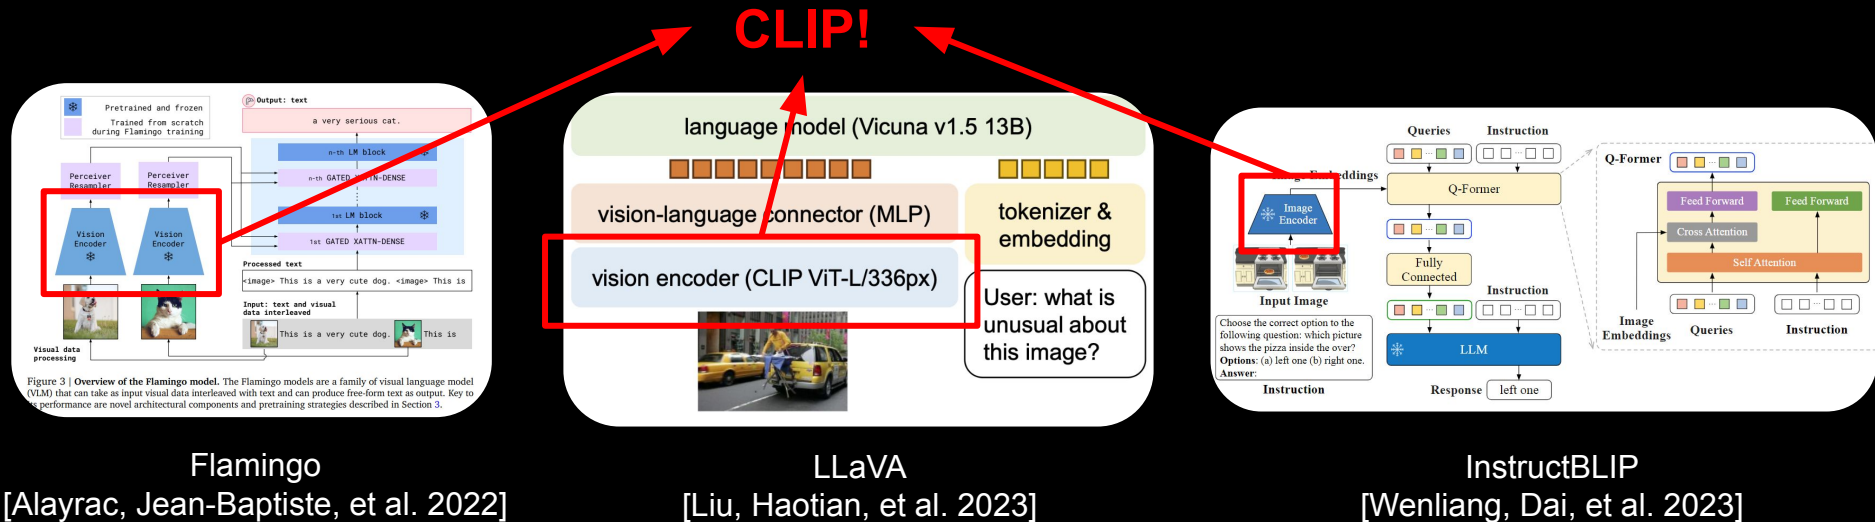 CLIP!
Pretrained and frozen
Trained from scratch
during Flamingo training
Output: text
a very serious cat.
n-th LM block
n-th GATED XATTN-DENSE
1st LM block
1st GATED XATTN-DENSE
Perceiver
Resampler
Perceiver
Resampler
Vision
Encoder
Vision
Encoder
Processed text
<image> This is a very cute dog. <image> This is
Input: text and visual
data interleaved
This is a very cute dog.
This is
Visual data
processing
Figure 3 | Overview of the Flamingo model. The Flamingo models are a family of visual language model
(VLM) that can take as input visual data interleaved with text and can produce free-form text as output. Key to
its performance are novel architectural components and pretraining strategies described in Section 3.
Flamingo
[Alayrac, Jean-Baptiste, et al. 2022]
language model (Vicuna v1.5 13B)
vision-language connector (MLP)
tokenizer &
embedding
vision encoder (CLIP ViT-L/336px)
User: what is
unusual about
this image?
LLaVA
[Liu, Haotian, et al. 2023]
Queries
Instruction
Image Embeddings
Q-Former
Image
Encoder
Input Image
Fully
Connected
Instruction
Choose the correct option to the
following question: which picture
shows the pizza inside the over?
Options: (a) left one (b) right one.
Answer:
Instruction
LLM
Response
left one
Q-Former
Feed Forward
Feed Forward
Cross Attention
Self Attention
Image
Embeddings
Queries
Instruction
InstructBLIP
[Wenliang, Dai, et al. 2023]